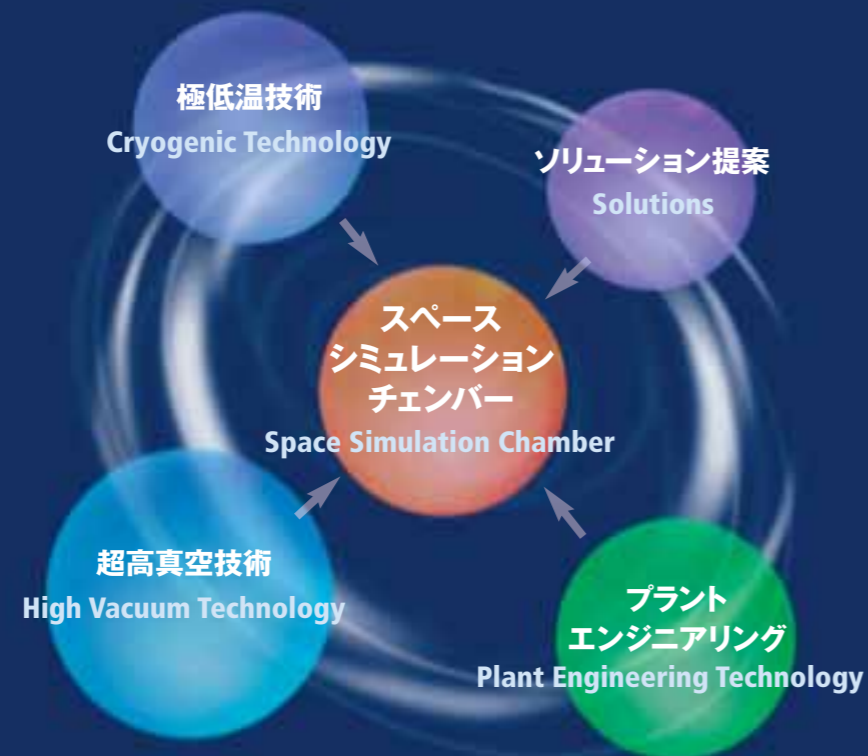 極低温技術
Cryogenic Technology
ソリューション提案
Solutions
スペース
シミュレーション
チェンバー
Space Simulation Chamber
超高真空技術
High Vacuum Technology
プラント
エンジニアリング
Plant Engineering Technology